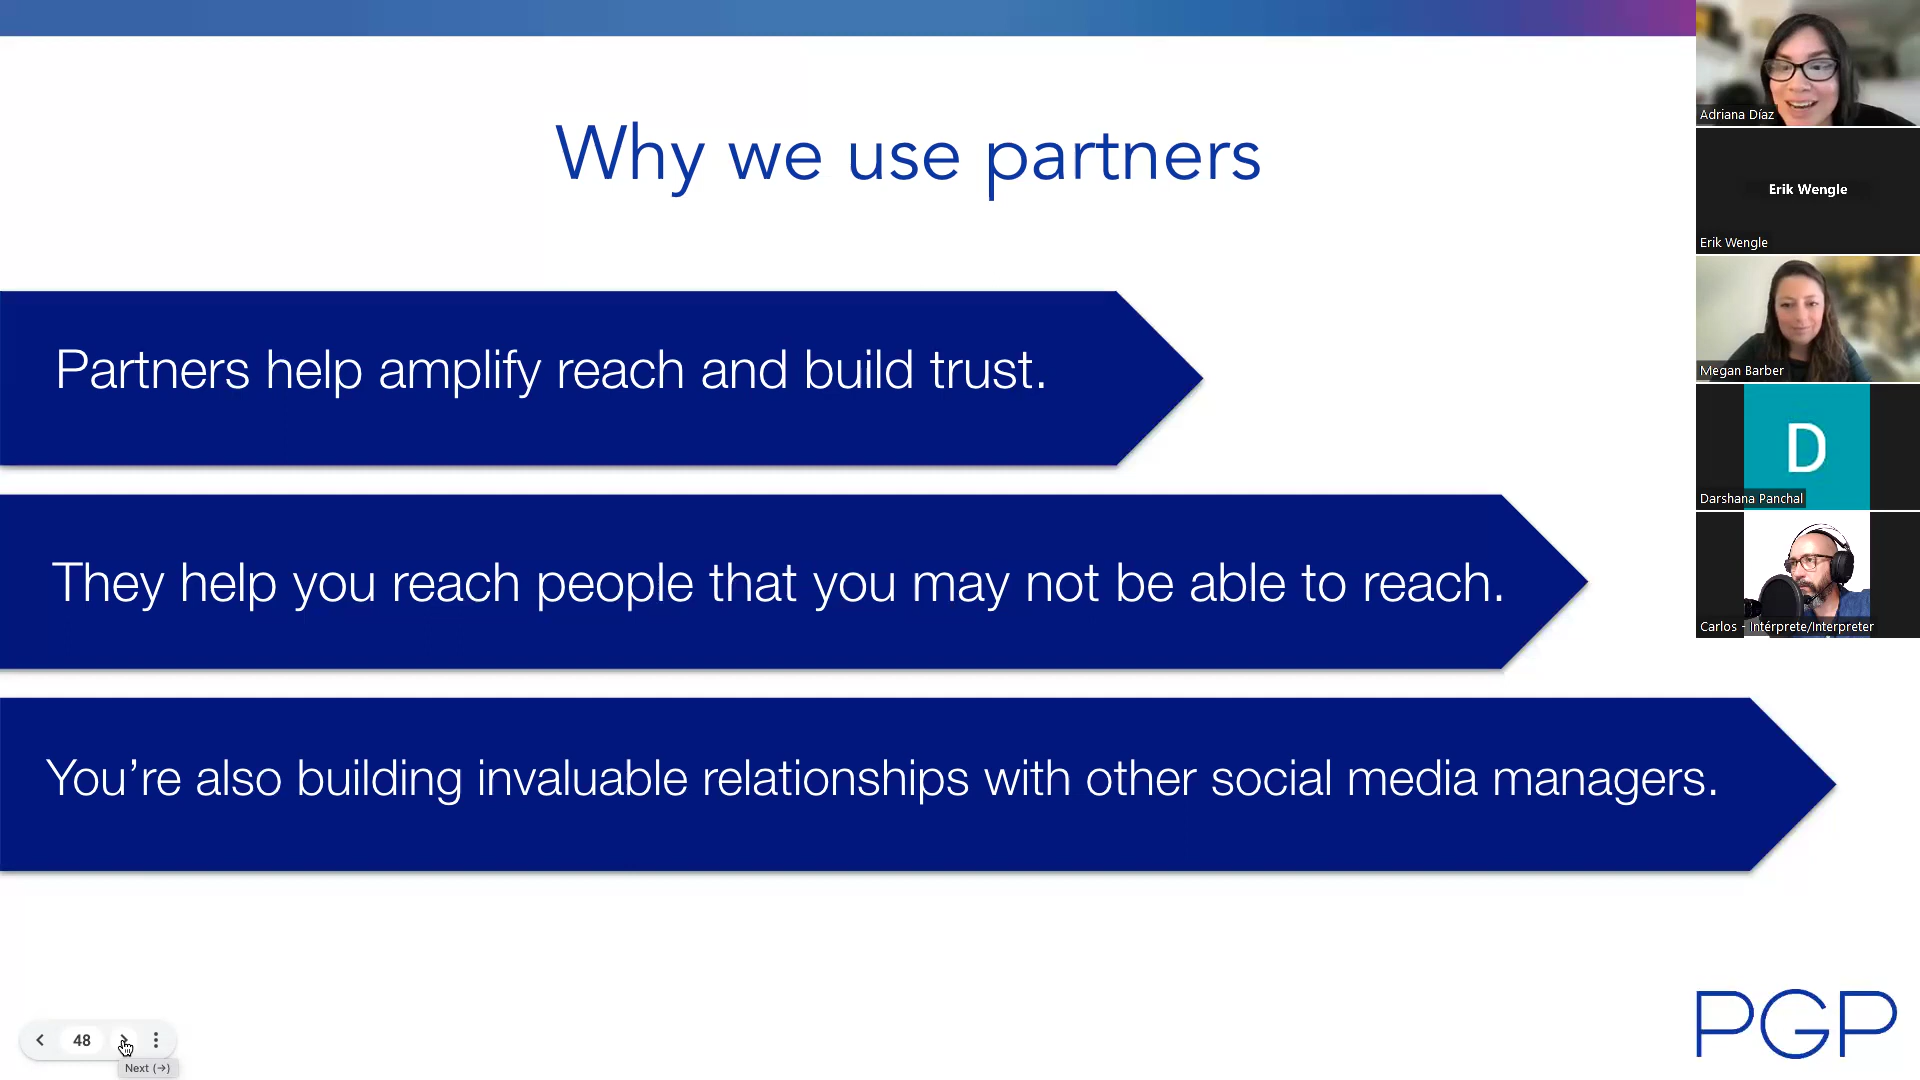 Why we use partners
Partners help amplify reach and build trust.
They help you reach people that you may not be able to reach.
You’re also building invaluable relationships with other social media managers.
Adriana Díaz
Erik Wengle
Erik Wengle
Megan Barber
D
Darshana Panchal
Carlos - Intérprete/Interpreter
PGP
48
Next (→)